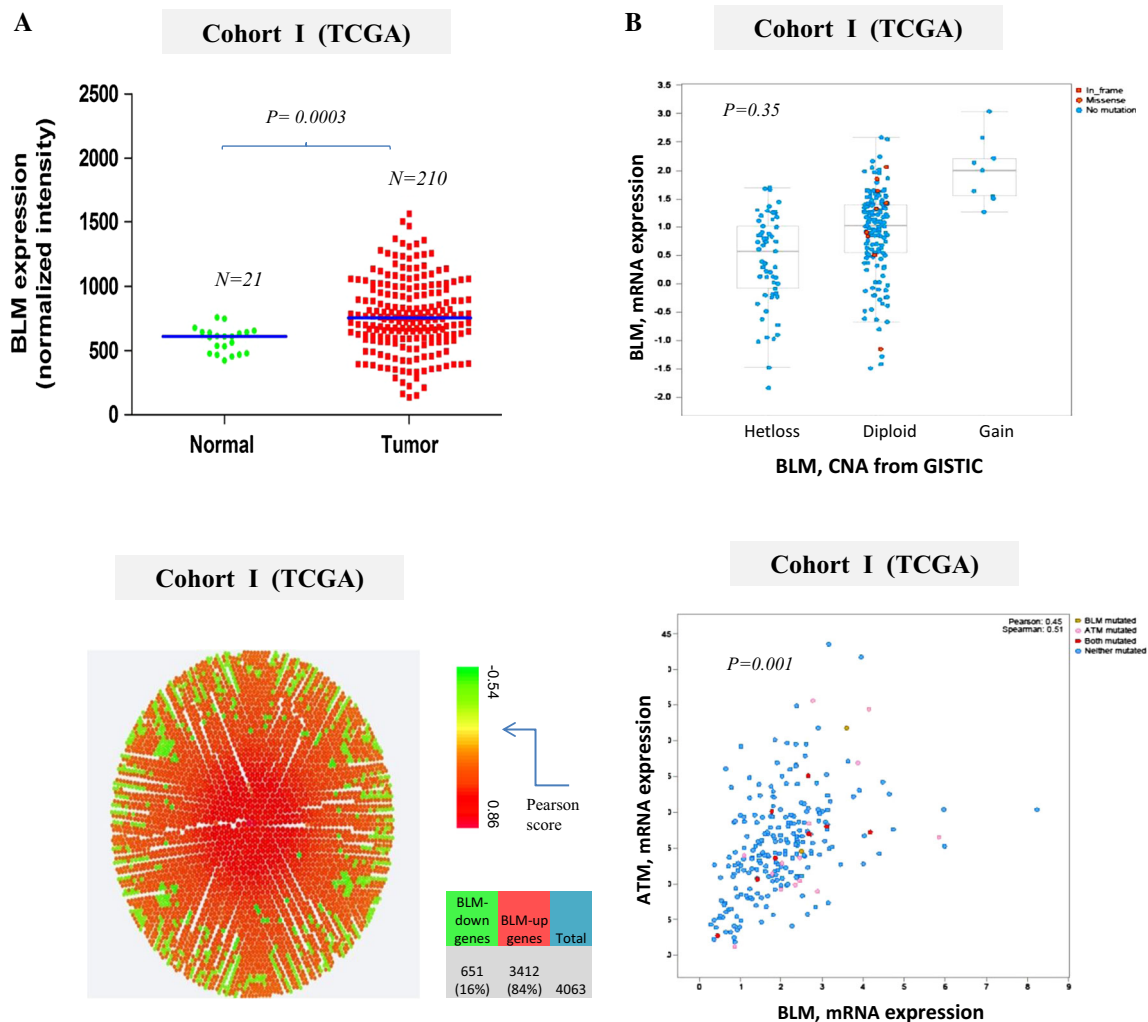 A
Cohort I (TCGA)
BLM expression
(normalized intensity)
2500
2000
1500
1000
500
0
P= 0.0003
N=21
N=210
Normal
Tumor
B
Cohort I (TCGA)
BLM, mRNA expression
3.5
3.0
2.5
2.0
1.5
1.0
0.5
0.0
-0.5
-1.0
-1.5
-2.0
P=0.35
In_frame
Missense
No mutation
Hetloss
Diploid
Gain
BLM, CNA from GISTIC
Cohort I (TCGA)
-0.54
0.86
Pearson
score
BLM-
down
genes
BLM-up
genes
Total
651
(16%)
3412
(84%)
4063
Cohort I (TCGA)
ATM, mRNA expression
45
Pearson: 0.45
Spearman: 0.51
BLM mutated
ATM mutated
Both mutated
Neither mutated
P=0.001
0 1 2 3 4 5 6 7 8 9
BLM, mRNA expression